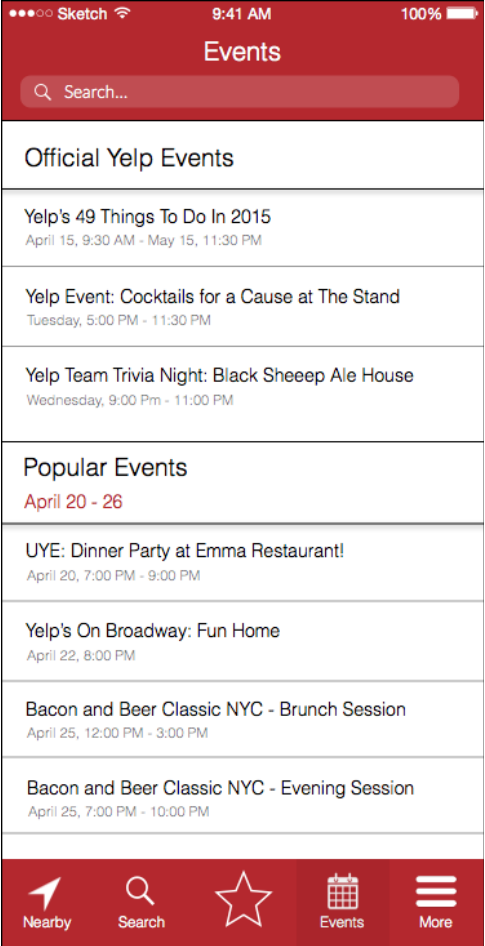 Sketch 9:41 AM 100%
Events
Search...
Official Yelp Events
Yelp's 49 Things To Do In 2015
April 15, 9:30 AM - May 15, 11:30 PM
Yelp Event: Cocktails for a Cause at The Stand
Tuesday, 5:00 PM - 11:30 PM
Yelp Team Trivia Night: Black Sheeep Ale House
Wednesday, 9:00 Pm - 11:00 PM
Popular Events
April 20 - 26
UYE: Dinner Party at Emma Restaurant!
April 20, 7:00 PM - 9:00 PM
Yelp's On Broadway: Fun Home
April 22, 8:00 PM
Bacon and Beer Classic NYC - Brunch Session
April 25, 12:00 PM - 3:00 PM
Bacon and Beer Classic NYC - Evening Session
April 25, 7:00 PM - 10:00 PM
Nearby Search Events More